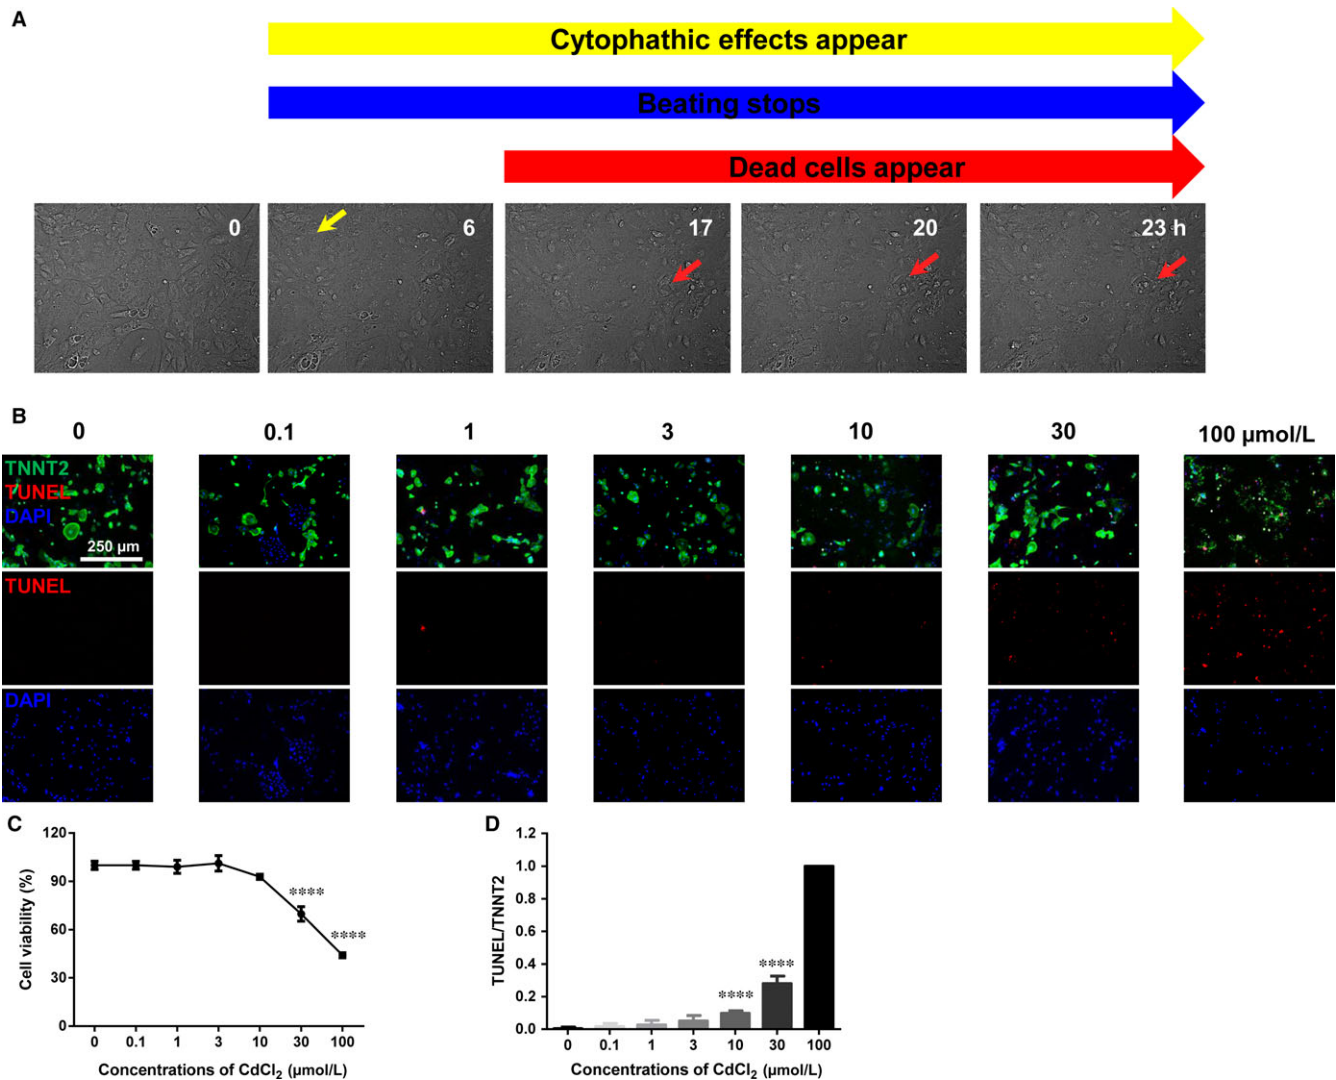 A
Cytophathic effects appear
Beating stops
Dead cells appear
0
6
17
20
23 h
B
0
0.1
1
3
10
30
100 µmol/L
TNNT2
TUNEL
DAPI
250 µm
TUNEL
DAPI
C
Cell viability (%)
120
90
60
30
0
****
****
0
0.1
1
3
10
30
100
Concentrations of CdCl₂ (µmol/L)
D
TUNEL/TNNT2
1.2
1.0
0.8
0.6
0.4
0.2
0.0
****
****
0
0.1
1
3
10
30
100
Concentrations of CdCl₂ (µmol/L)